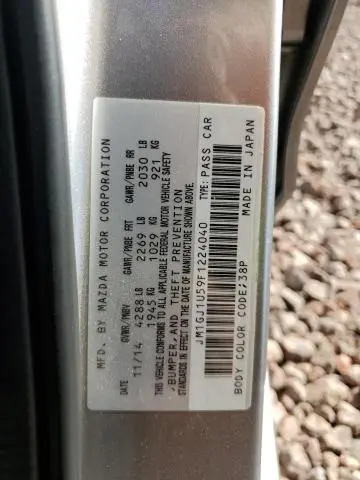 MFD. BY MAZDA MOTOR CORPORATION
DATE GVWR/PNBV GAWR/PNBE FRT GAWR/PNBE RR
11/14 4288 LB 2269 LB 2030 LB
1945 KG 1029 KG 921 KG
THIS VEHICLE CONFORMS TO ALL APPLICABLE FEDERAL MOTOR VEHICLE SAFETY
,BUMPER,AND THEFT PREVENTION
STANDARDS IN EFFECT ON THE DATE OF MANUFACTURE SHOWN ABOVE.
JM1GJ1U59F1224040 TYPE: PASS CAR
BODY COLOR CODE;38P MADE IN JAPAN